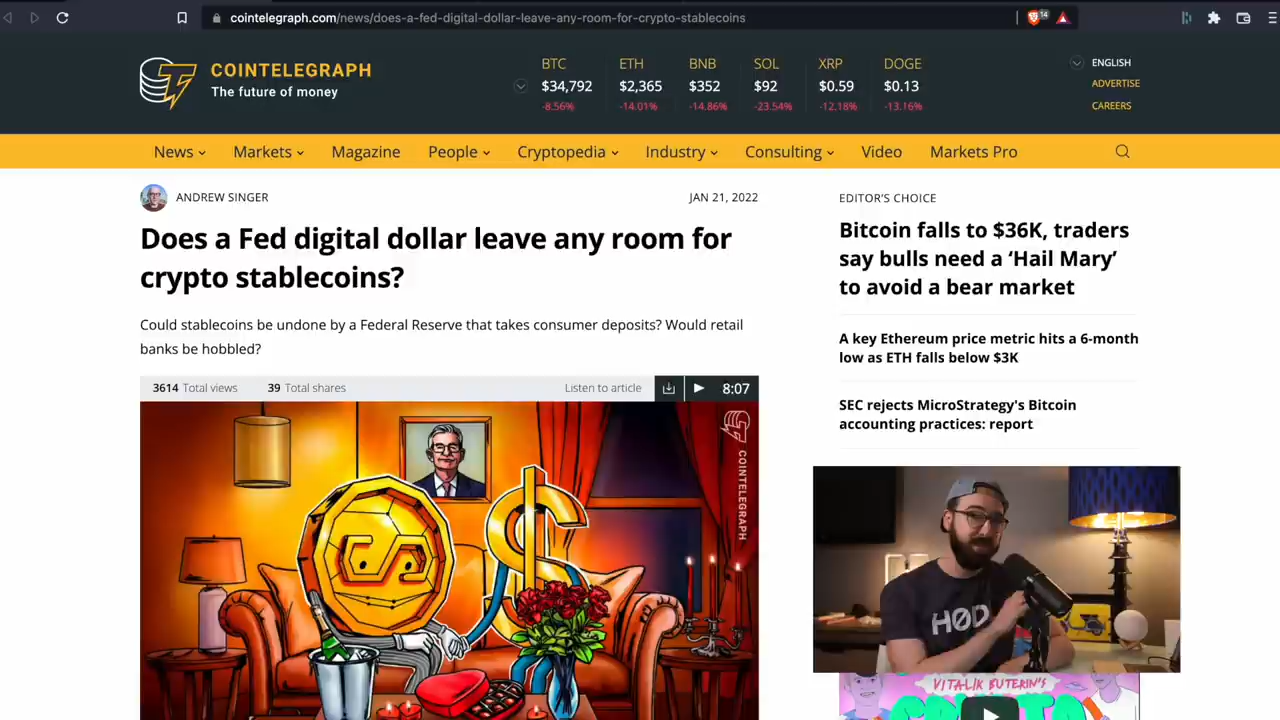 cointelegraph.com/news/does-a-fed-digital-dollar-leave-any-room-for-crypto-stablecoins
14
COINTELEGRAPH
The future of money
BTC ETH BNB SOL XRP DOGE
$34,792 $2,365 $352 $92 $0.59 $0.13
-8.56% -14.01% -14.86% -23.54% -12.18% -13.16%
ENGLISH
ADVERTISE
CAREERS
News Markets Magazine People Cryptopedia Industry Consulting Video Markets Pro
ANDREW SINGER JAN 21, 2022
Does a Fed digital dollar leave any room for
crypto stablecoins?
Could stablecoins be undone by a Federal Reserve that takes consumer deposits? Would retail
banks be hobbled?
3614 Total views 39 Total shares Listen to article 8:07
COINTELEGRAPH
EDITOR'S CHOICE
Bitcoin falls to $36K, traders
say bulls need a ‘Hail Mary’
to avoid a bear market
A key Ethereum price metric hits a 6-month
low as ETH falls below $3K
SEC rejects MicroStrategy's Bitcoin
accounting practices: report
VITALIK BUTERIN'S